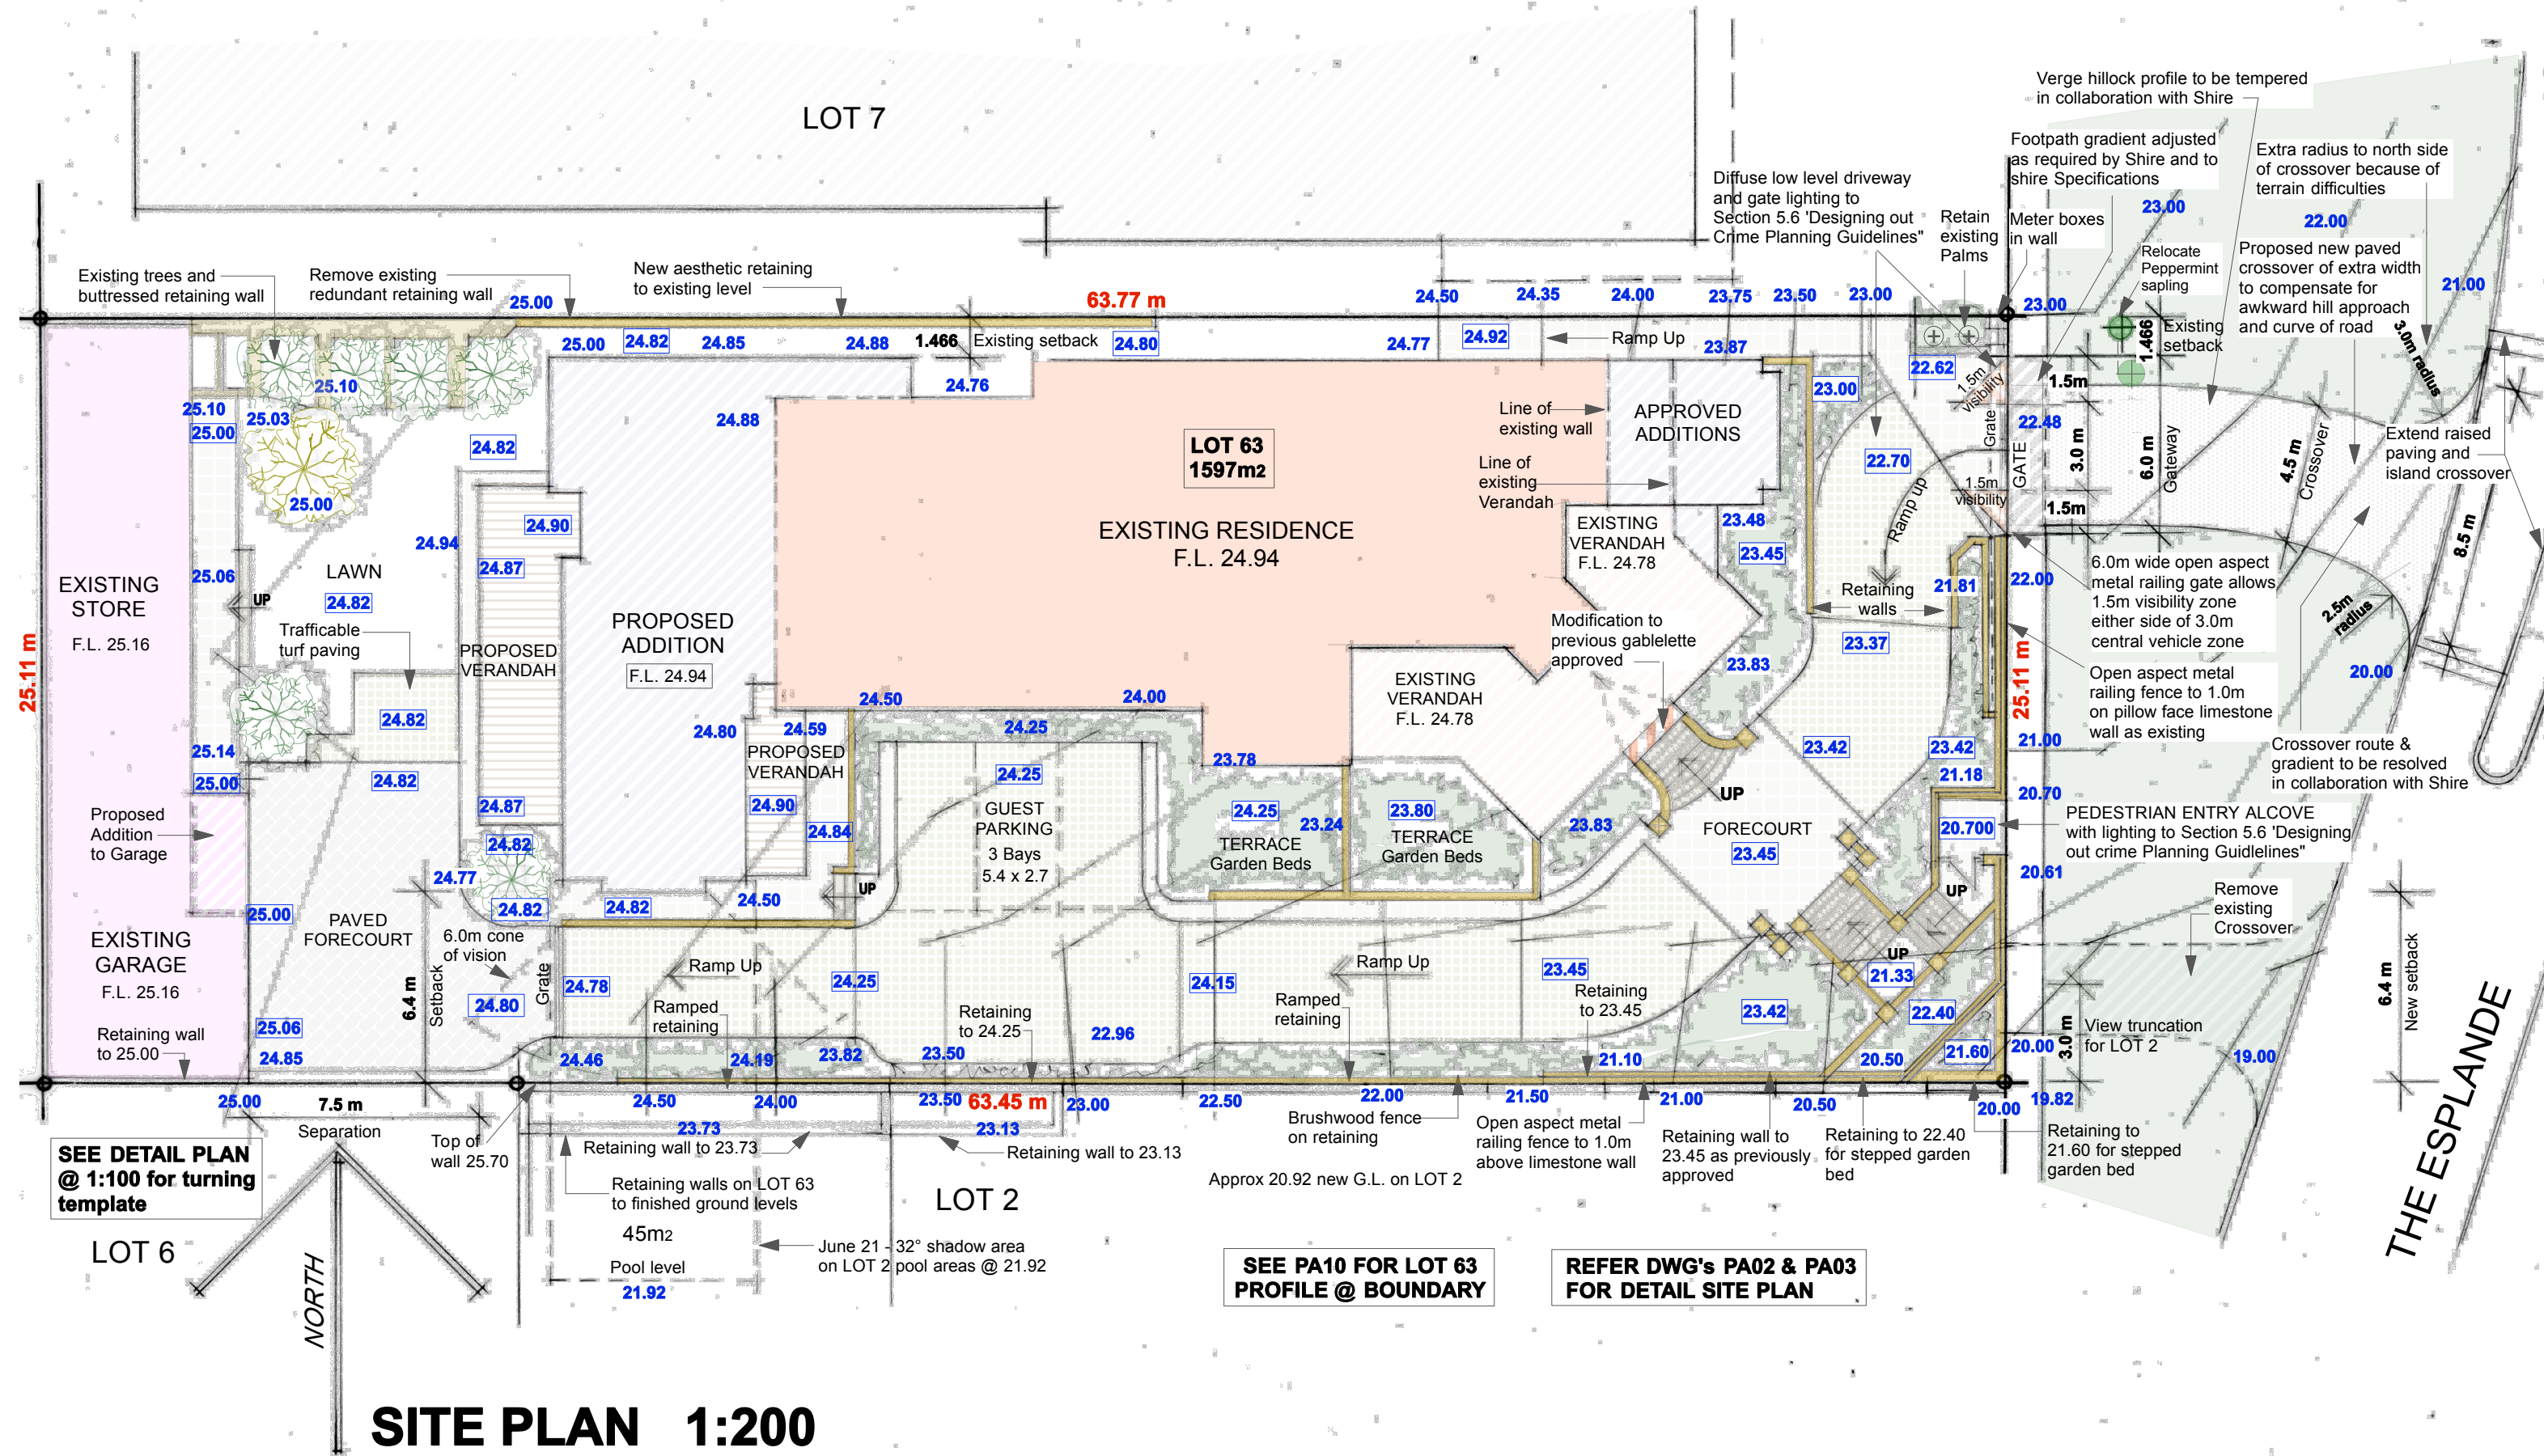 LOT 7
Verge hillock profile to be tempered
in collaboration with Shire
Footpath gradient adjusted
as required by Shire and to
shire Specifications
Extra radius to north side
of crossover because of
terrain difficulties
Diffuse low level driveway
and gate lighting to
Section 5.6 'Designing out
Crime Planning Guidelines"
Retain
existing
Palms
Meter boxes
in wall
23.00
22.00
21.00
Relocate
Peppermint
sapling
Proposed new paved
crossover of extra width
to compensate for
awkward hill approach
and curve of road
Existing trees and
buttressed retaining wall
Remove existing
redundant retaining wall
New aesthetic retaining
to existing level
25.00
63.77 m
24.50
24.35
24.00
23.75
23.50
23.00
23.00
25.00
24.82
24.85
24.88
1.466
Existing setback
24.80
24.77
24.92
Ramp Up
23.87
1.466
Existing
setback
3.0m radius
25.10
24.76
23.00
22.62
1.5m
visibility
1.5m
25.10
25.03
25.00
24.88
24.82
Line of
existing wall
APPROVED
ADDITIONS
LOT 63
1597m2
Line of
existing
Verandah
22.70
Grate
GATE
22.48
3.0 m
6.0 m
Gateway
4.5 m
Crossover
Extend raised
paving and
island crossover
25.00
24.90
24.94
24.87
EXISTING RESIDENCE
F.L. 24.94
EXISTING
VERANDAH
F.L. 24.78
23.48
23.45
Ramp up
1.5m
visibility
1.5m
8.5 m
EXISTING
STORE
F.L. 25.16
25.06
LAWN
24.82
UP
Trafficable
turf paving
PROPOSED
VERANDAH
PROPOSED
ADDITION
F.L. 24.94
Modification to
previous gablelette
approved
Retaining
walls
21.81
22.00
6.0m wide open aspect
metal railing gate allows
1.5m visibility zone
either side of 3.0m
central vehicle zone
2.5m
radius
25.11 m
23.83
23.37
25.11 m
20.00
Open aspect metal
railing fence to 1.0m
on pillow face limestone
wall as existing
EXISTING
VERANDAH
F.L. 24.78
24.82
24.50
24.00
24.80
24.59
24.25
25.14
25.00
24.82
PROPOSED
VERANDAH
24.25
23.78
23.42
23.42
21.18
21.00
20.70
Crossover route &
gradient to be resolved
in collaboration with Shire
24.87
24.90
24.84
GUEST
PARKING
3 Bays
5.4 x 2.7
24.25
23.24
TERRACE
Garden Beds
23.80
TERRACE
Garden Beds
23.83
UP
FORECOURT
23.45
20.700
PEDESTRIAN ENTRY ALCOVE
with lighting to Section 5.6 'Designing
out crime Planning Guidlelines"
Proposed
Addition
to Garage
24.82
24.77
24.82
24.82
24.50
UP
20.61
UP
25.00
PAVED
FORECOURT
6.0m cone
of vision
Remove
existing
Crossover
EXISTING
GARAGE
F.L. 25.16
6.4 m
Setback
24.80
Grate
24.78
Ramp Up
24.25
24.15
Ramp Up
23.45
UP
21.33
6.4 m
New setback
Retaining wall
to 25.00
25.06
24.85
Ramped
retaining
Retaining
to 24.25
22.96
Ramped
retaining
Retaining
to 23.45
23.42
22.40
View truncation
for LOT 2
3.0 m
24.46
24.19
23.82
23.50
21.10
20.50
21.60
20.00
19.00
25.00
7.5 m
Separation
24.50
24.00
23.50
63.45 m
23.00
22.50
22.00
21.50
21.00
20.50
20.00
19.82
23.73
23.13
Top of
wall 25.70
Retaining wall to 23.73
Retaining wall to 23.13
Brushwood fence
on retaining
Open aspect metal
railing fence to 1.0m
above limestone wall
Retaining wall to
23.45 as previously
approved
Retaining to 22.40
for stepped garden
bed
Retaining to
21.60 for stepped
garden bed
SEE DETAIL PLAN
@ 1:100 for turning
template
Retaining walls on LOT 63
to finished ground levels
Approx 20.92 new G.L. on LOT 2
LOT 2
LOT 6
45m2
Pool level
21.92
June 21 - 32° shadow area
on LOT 2 pool areas @ 21.92
SEE PA10 FOR LOT 63
PROFILE @ BOUNDARY
REFER DWG's PA02 & PA03
FOR DETAIL SITE PLAN
THE ESPLANDE
NORTH
SITE PLAN 1:200